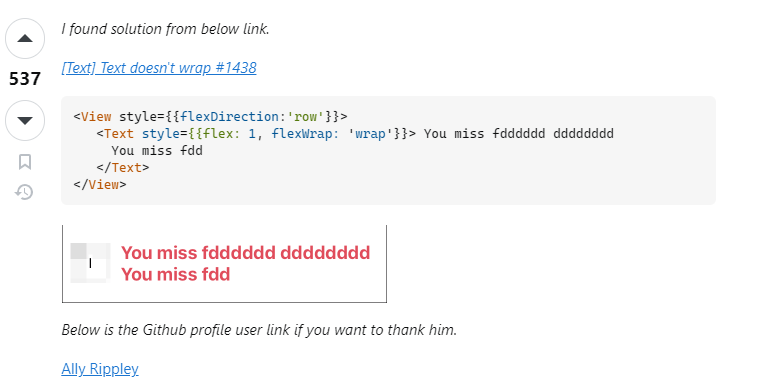 I found solution from below link.
537
[Text] Text doesn't wrap #1438
<View style={{flexDirection:'row'}}>
<Text style={{flex: 1, flexWrap: 'wrap'}}> You miss fdddddd dddddddd
You miss fdd
</Text>
</View>
You miss fdddddd dddddddd
You miss fdd
Below is the Github profile user link if you want to thank him.
Ally Rippley